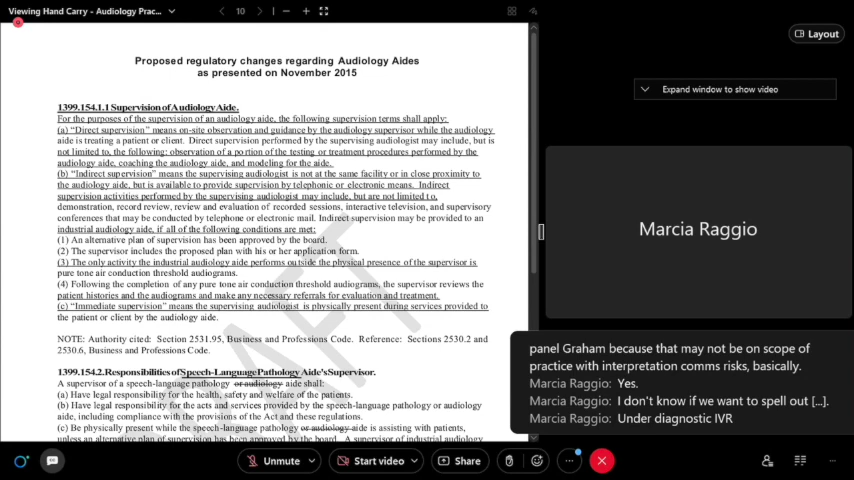 Viewing Hand Carry - Audiology Prac...
10
Layout
Proposed regulatory changes regarding Audiology Aides
as presented on November 2015
1399.154.1.1 Supervision of Audiology Aide.
For the purposes of the supervision of an audiology aide, the following supervision terms shall apply:
(a) "Direct supervision" means on-site observation and guidance by the audiology supervisor while the audiology
aide is treating a patient or client. Direct supervision performed by the supervising audiologist may include, but is
not limited to, the following: observation of a portion of the testing or treatment procedures performed by the
audiology aide, coaching the audiology aide, and modeling for the aide.
(b) "Indirect supervision" means the supervising audiologist is not at the same facility or in close proximity to
the audiology aide, but is available to provide supervision by telephonic or electronic means. Indirect
supervision activities performed by the supervising audiologist may include, but are not limited to,
demonstration, record review, review and evaluation of recorded sessions, interactive television, and supervisory
conferences that may be conducted by telephone or electronic mail. Indirect supervision may be provided to an
industrial audiology aide, if all of the following conditions are met:
(1) An alternative plan of supervision has been approved by the board.
(2) The supervisor includes the proposed plan with his or her application form.
(3) The only activity the industrial audiology aide performs outside the physical presence of the supervisor is
pure tone air conduction threshold audiograms.
(4) Following the completion of any pure tone air conduction threshold audiograms, the supervisor reviews the
patient histories and the audiograms and make any necessary referrals for evaluation and treatment.
(c) "Immediate supervision" means the supervising audiologist is physically present during services provided to
the patient or client by the audiology aide.
NOTE: Authority cited: Section 2531.95, Business and Professions Code. Reference: Sections 2530.2 and
2530.6, Business and Professions Code.
1399.154.2. Responsibilities of Speech-Language Pathology Aide's Supervisor.
A supervisor of a speech-language pathology or audiology aide shall:
(a) Have legal responsibility for the health, safety and welfare of the patients.
(b) Have legal responsibility for the acts and services provided by the speech-language pathology or audiology
aide, including compliance with the provisions of the Act and these regulations.
(c) Be physically present while the speech-language pathology or audiology aide is assisting with patients,
unless an alternative plan of supervision has been approved by the board. A supervisor of industrial audiology
DRAFT
Expand window to show video
Marcia Raggio
panel Graham because that may not be on scope of
practice with interpretation comms risks, basically.
Marcia Raggio: Yes.
Marcia Raggio: I don't know if we want to spell out [...].
Marcia Raggio: Under diagnostic IVR
Unmute
Start video
Share